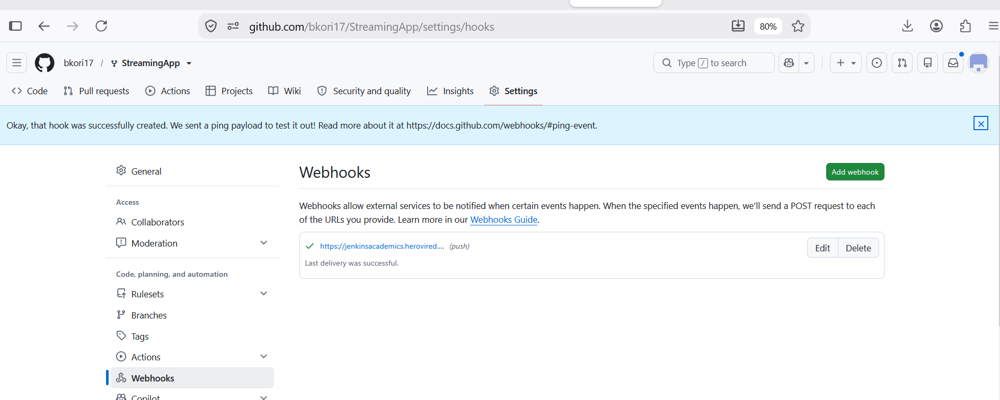 github.com/bkori17/StreamingApp/settings/hooks
80%
bkori17 / StreamingApp
Type / to search
Code
Pull requests
Actions
Projects
Wiki
Security and quality
Insights
Settings
Okay, that hook was successfully created. We sent a ping payload to test it out! Read more about it at https://docs.github.com/webhooks/#ping-event.
General
Access
Collaborators
Moderation
Code, planning, and automation
Rulesets
Branches
Tags
Actions
Webhooks
Copilot
Webhooks
Add webhook
Webhooks allow external services to be notified when certain events happen. When the specified events happen, we'll send a POST request to each
of the URLs you provide. Learn more in our Webhooks Guide.
https://jenkinsacademics.herovired.... (push)
Edit
Delete
Last delivery was successful.